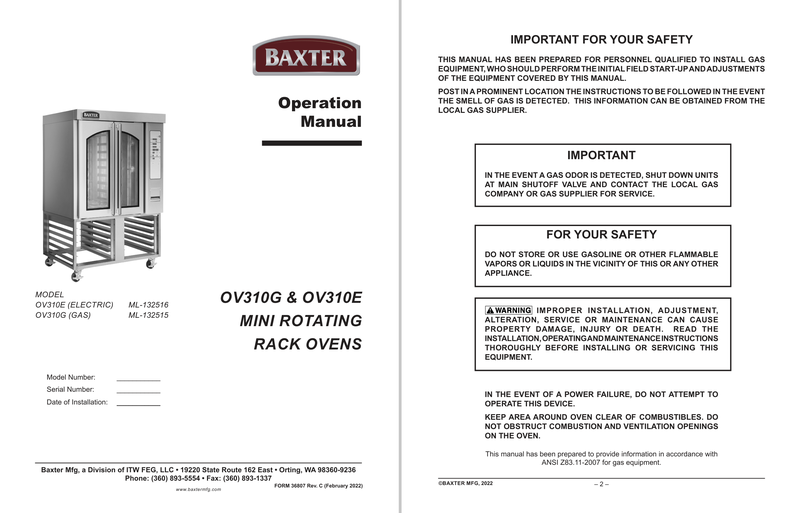 BAXTER
Operation
Manual
BAXTER
MODEL
OV310E (ELECTRIC) ML-132516
OV310G (GAS) ML-132515
OV310G & OV310E
MINI ROTATING
RACK OVENS
Model Number: ___________
Serial Number: ___________
Date of Installation: ___________
Baxter Mfg, a Division of ITW FEG, LLC • 19220 State Route 162 East • Orting, WA 98360-9236
Phone: (360) 893-5554 • Fax: (360) 893-1337
www.baxtermfg.com
FORM 36807 Rev. C (February 2022)
IMPORTANT FOR YOUR SAFETY
THIS MANUAL HAS BEEN PREPARED FOR PERSONNEL QUALIFIED TO INSTALL GAS
EQUIPMENT, WHO SHOULD PERFORM THE INITIAL FIELD START-UP AND ADJUSTMENTS
OF THE EQUIPMENT COVERED BY THIS MANUAL.
POST IN A PROMINENT LOCATION THE INSTRUCTIONS TO BE FOLLOWED IN THE EVENT
THE SMELL OF GAS IS DETECTED. THIS INFORMATION CAN BE OBTAINED FROM THE
LOCAL GAS SUPPLIER.
IMPORTANT
IN THE EVENT A GAS ODOR IS DETECTED, SHUT DOWN UNITS
AT MAIN SHUTOFF VALVE AND CONTACT THE LOCAL GAS
COMPANY OR GAS SUPPLIER FOR SERVICE.
FOR YOUR SAFETY
DO NOT STORE OR USE GASOLINE OR OTHER FLAMMABLE
VAPORS OR LIQUIDS IN THE VICINITY OF THIS OR ANY OTHER
APPLIANCE.
WARNING IMPROPER INSTALLATION, ADJUSTMENT,
ALTERATION, SERVICE OR MAINTENANCE CAN CAUSE
PROPERTY DAMAGE, INJURY OR DEATH. READ THE
INSTALLATION, OPERATING AND MAINTENANCE INSTRUCTIONS
THOROUGHLY BEFORE INSTALLING OR SERVICING THIS
EQUIPMENT.
IN THE EVENT OF A POWER FAILURE, DO NOT ATTEMPT TO
OPERATE THIS DEVICE.
KEEP AREA AROUND OVEN CLEAR OF COMBUSTIBLES. DO
NOT OBSTRUCT COMBUSTION AND VENTILATION OPENINGS
ON THE OVEN.
This manual has been prepared to provide information in accordance with
ANSI Z83.11-2007 for gas equipment.
©BAXTER MFG, 2022
– 2 –